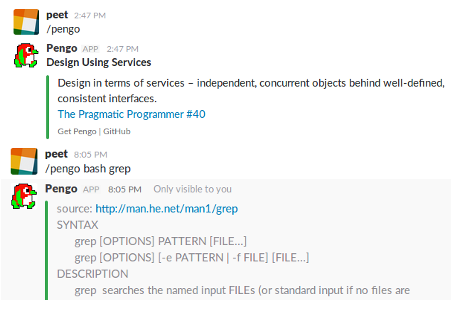 peet 2:47 PM
/pengo
Pengo APP 2:47 PM
Design Using Services
Design in terms of services – independent, concurrent objects behind well-defined,
consistent interfaces.
The Pragmatic Programmer #40
Get Pengo | GitHub
peet 8:05 PM
/pengo bash grep
Pengo APP 8:05 PM Only visible to you
source: http://man.he.net/man1/grep
SYNTAX
grep [OPTIONS] PATTERN [FILE...]
grep [OPTIONS] [-e PATTERN | -f FILE] [FILE...]
DESCRIPTION
grep searches the named input FILEs (or standard input if no files are